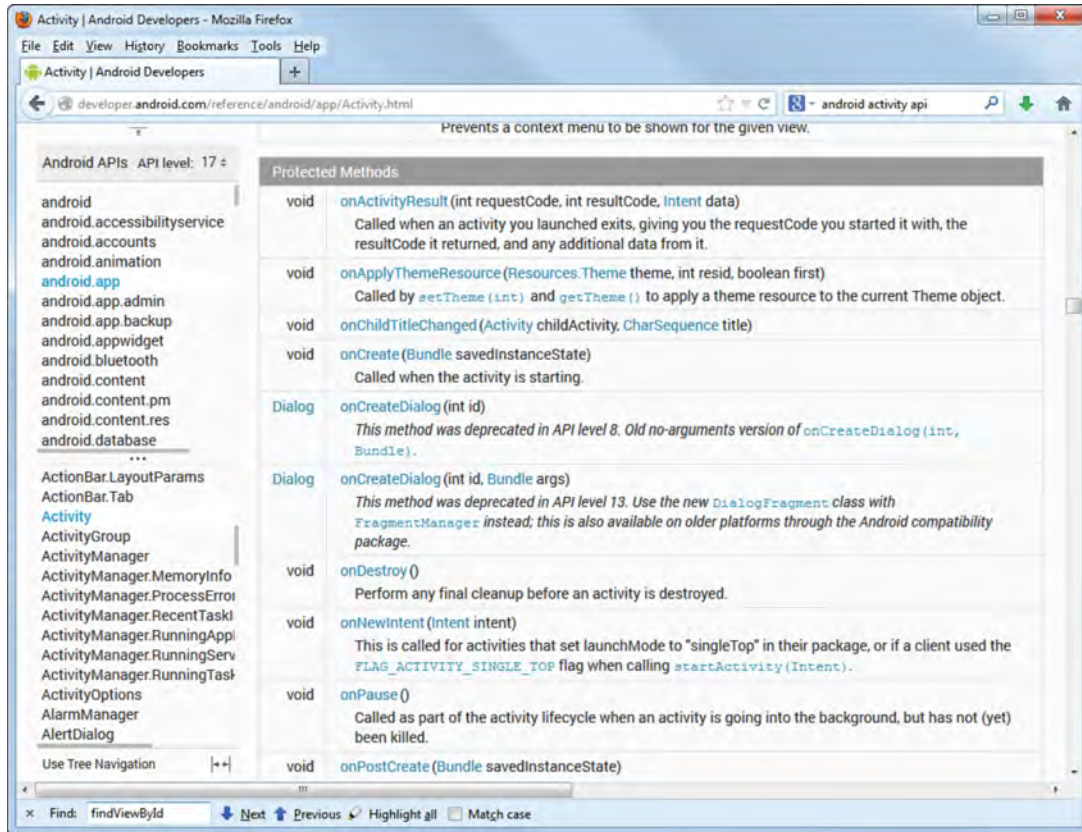 Activity | Android Developers - Mozilla Firefox
File Edit View History Bookmarks Tools Help
Activity | Android Developers
developer.android.com/reference/android/app/Activity.html
android activity api
Prevents a context menu to be shown for the given view.
Android APIs API level: 17
android
android.accessibilityservice
android.accounts
android.animation
android.app
android.app.admin
android.app.backup
android.appwidget
android.bluetooth
android.content
android.content.pm
android.content.res
android.database
ActionBar.LayoutParams
ActionBar.Tab
Activity
ActivityGroup
ActivityManager
ActivityManager.MemoryInfo
ActivityManager.ProcessErro
ActivityManager.RecentTaskI
ActivityManager.RunningApp
ActivityManager.RunningServ
ActivityManager.RunningTask
ActivityOptions
AlarmManager
AlertDialog
Use Tree Navigation
Protected Methods
void onActivityResult(int requestCode, int resultCode, Intent data)
Called when an activity you launched exits, giving you the requestCode you started it with, the
resultCode it returned, and any additional data from it.
void onApplyThemeResource(Resources.Theme theme, int resid, boolean first)
Called by setTheme(int) and getTheme() to apply a theme resource to the current Theme object.
void onChildTitleChanged(Activity childActivity, CharSequence title)
void onCreate(Bundle savedInstanceState)
Called when the activity is starting.
Dialog onCreateDialog(int id)
This method was deprecated in API level 8. Old no-arguments version of onCreateDialog(int,
Bundle).
Dialog onCreateDialog(int id, Bundle args)
This method was deprecated in API level 13. Use the new DialogFragment class with
FragmentManager instead; this is also available on older platforms through the Android compatibility
package.
void onDestroy()
Perform any final cleanup before an activity is destroyed.
void onNewIntent(Intent intent)
This is called for activities that set launchMode to "singleTop" in their package, or if a client used the
FLAG_ACTIVITY_SINGLE_TOP flag when calling startActivity(Intent).
void onPause()
Called as part of the activity lifecycle when an activity is going into the background, but has not (yet)
been killed.
void onPostCreate(Bundle savedInstanceState)
× Find: findViewById Next Previous Highlight all Match case